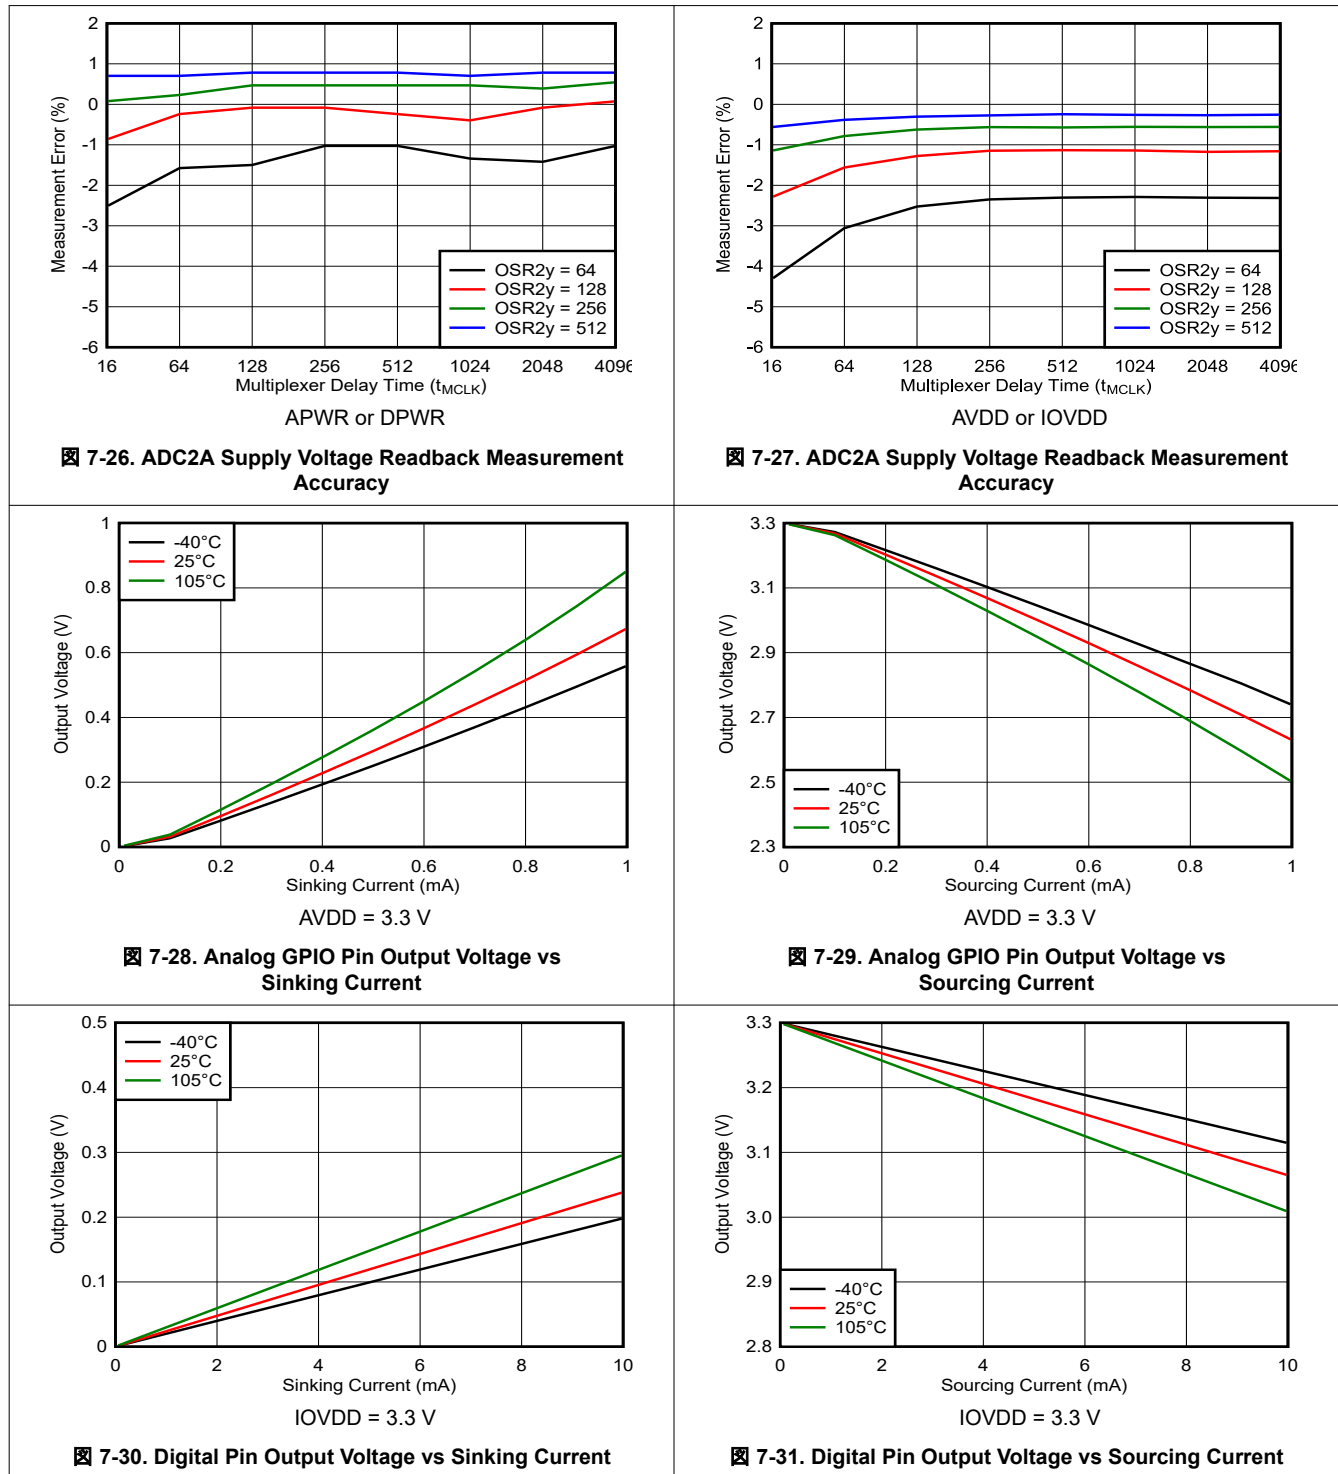 2
1
0
-1
-2
-3
-4
-5
-6
Measurement Error (%)
OSR2y = 64
OSR2y = 128
OSR2y = 256
OSR2y = 512
16 64 128 256 512 1024 2048 4096
Multiplexer Delay Time (tMCLK)
APWR or DPWR
図 7-26. ADC2A Supply Voltage Readback Measurement
Accuracy
2
1
0
-1
-2
-3
-4
-5
-6
Measurement Error (%)
OSR2y = 64
OSR2y = 128
OSR2y = 256
OSR2y = 512
16 64 128 256 512 1024 2048 4096
Multiplexer Delay Time (tMCLK)
AVDD or IOVDD
図 7-27. ADC2A Supply Voltage Readback Measurement
Accuracy
1
0.8
0.6
0.4
0.2
0
Output Voltage (V)
-40°C
25°C
105°C
0 0.2 0.4 0.6 0.8 1
Sinking Current (mA)
AVDD = 3.3 V
図 7-28. Analog GPIO Pin Output Voltage vs
Sinking Current
3.3
3.1
2.9
2.7
2.5
2.3
Output Voltage (V)
-40°C
25°C
105°C
0 0.2 0.4 0.6 0.8 1
Sourcing Current (mA)
AVDD = 3.3 V
図 7-29. Analog GPIO Pin Output Voltage vs
Sourcing Current
0.5
0.4
0.3
0.2
0.1
0
Output Voltage (V)
-40°C
25°C
105°C
0 2 4 6 8 10
Sinking Current (mA)
IOVDD = 3.3 V
図 7-30. Digital Pin Output Voltage vs Sinking Current
3.3
3.2
3.1
3.0
2.9
2.8
Output Voltage (V)
-40°C
25°C
105°C
0 2 4 6 8 10
Sourcing Current (mA)
IOVDD = 3.3 V
図 7-31. Digital Pin Output Voltage vs Sourcing Current